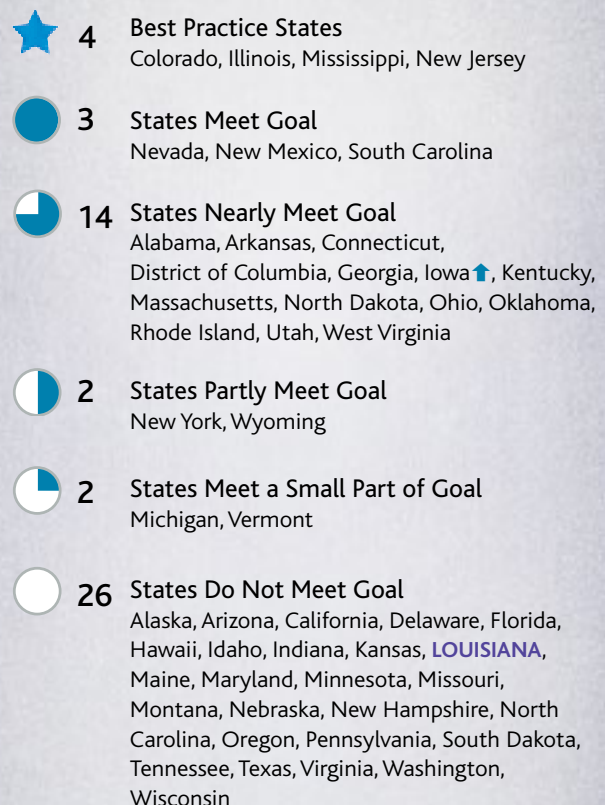 4 Best Practice States
Colorado, Illinois, Mississippi, New Jersey
3 States Meet Goal
Nevada, New Mexico, South Carolina
14 States Nearly Meet Goal
Alabama, Arkansas, Connecticut,
District of Columbia, Georgia, Iowa⬆, Kentucky,
Massachusetts, North Dakota, Ohio, Oklahoma,
Rhode Island, Utah, West Virginia
2 States Partly Meet Goal
New York, Wyoming
2 States Meet a Small Part of Goal
Michigan, Vermont
26 States Do Not Meet Goal
Alaska, Arizona, California, Delaware, Florida,
Hawaii, Idaho, Indiana, Kansas, LOUISIANA,
Maine, Maryland, Minnesota, Missouri,
Montana, Nebraska, New Hampshire, North
Carolina, Oregon, Pennsylvania, South Dakota,
Tennessee, Texas, Virginia, Washington,
Wisconsin